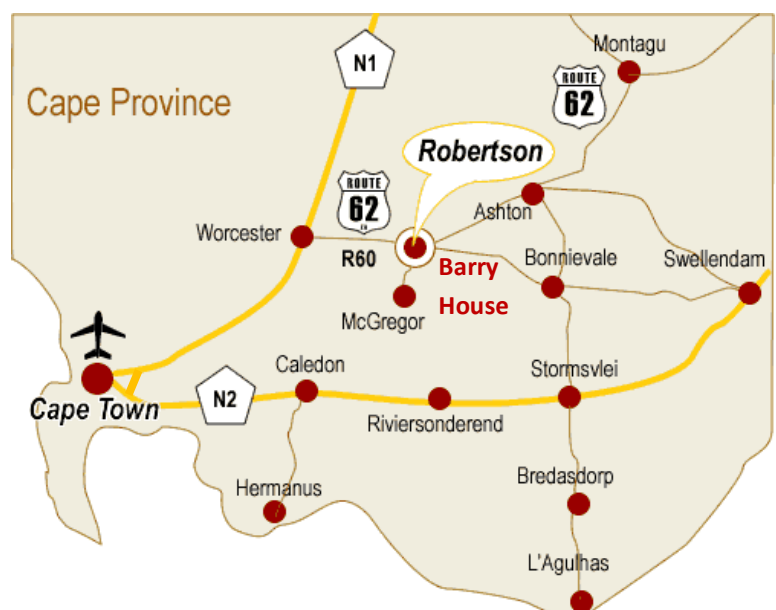 Montagu
N1
ROUTE
62
Cape Province
Robertson
ROUTE
62
Ashton
Worcester
R60
Barry
House
Bonnievale
Swellendam
McGregor
Caledon
Stormsvlei
Cape Town
N2
Riviersonderend
Hermanus
Bredasdorp
L'Agulhas